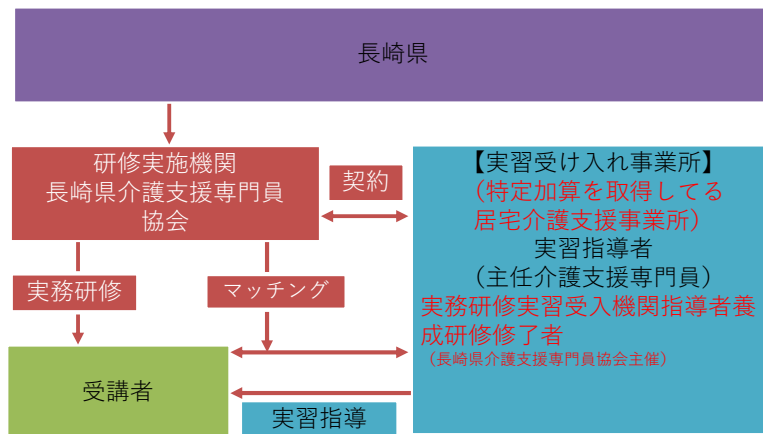 長崎県
研修実施機関
長崎県介護支援専門員
協会
契約
実務研修
マッチング
受講者
実習指導
【実習受け入れ事業所】
（特定加算を取得してる
居宅介護支援事業所）
実習指導者
（主任介護支援専門員）
実務研修実習受入機関指導者養
成研修修了者
（長崎県介護支援専門員協会主催）